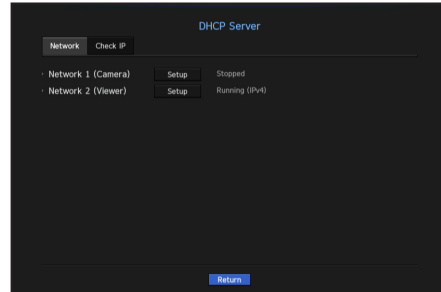 DHCP Server
Network Check IP
Network 1 (Camera) Setup Stopped
Network 2 (Viewer) Setup Running (IPv4)
Return